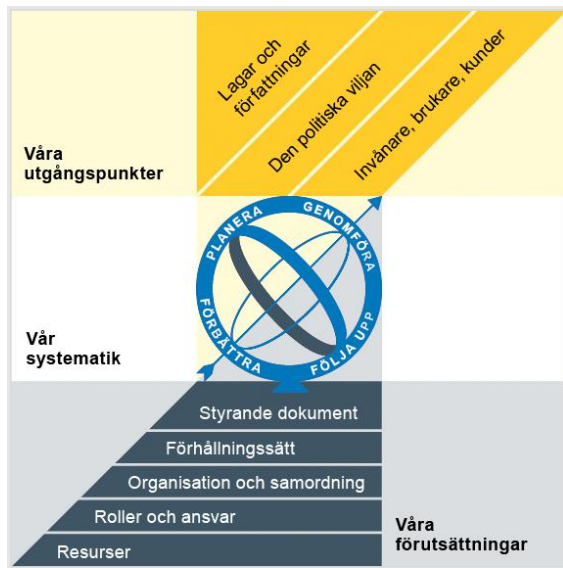 Lagar och
författningar
Den politiska viljan
Invånare, brukare, kunder
Våra
utgångspunkter
PLANERA
GENOMFÖRA
FÖRBÄTTRA
FÖLJA UPP
Vår
systematik
Styrande dokument
Förhållningssätt
Organisation och samordning
Roller och ansvar
Resurser
Våra
förutsättningar